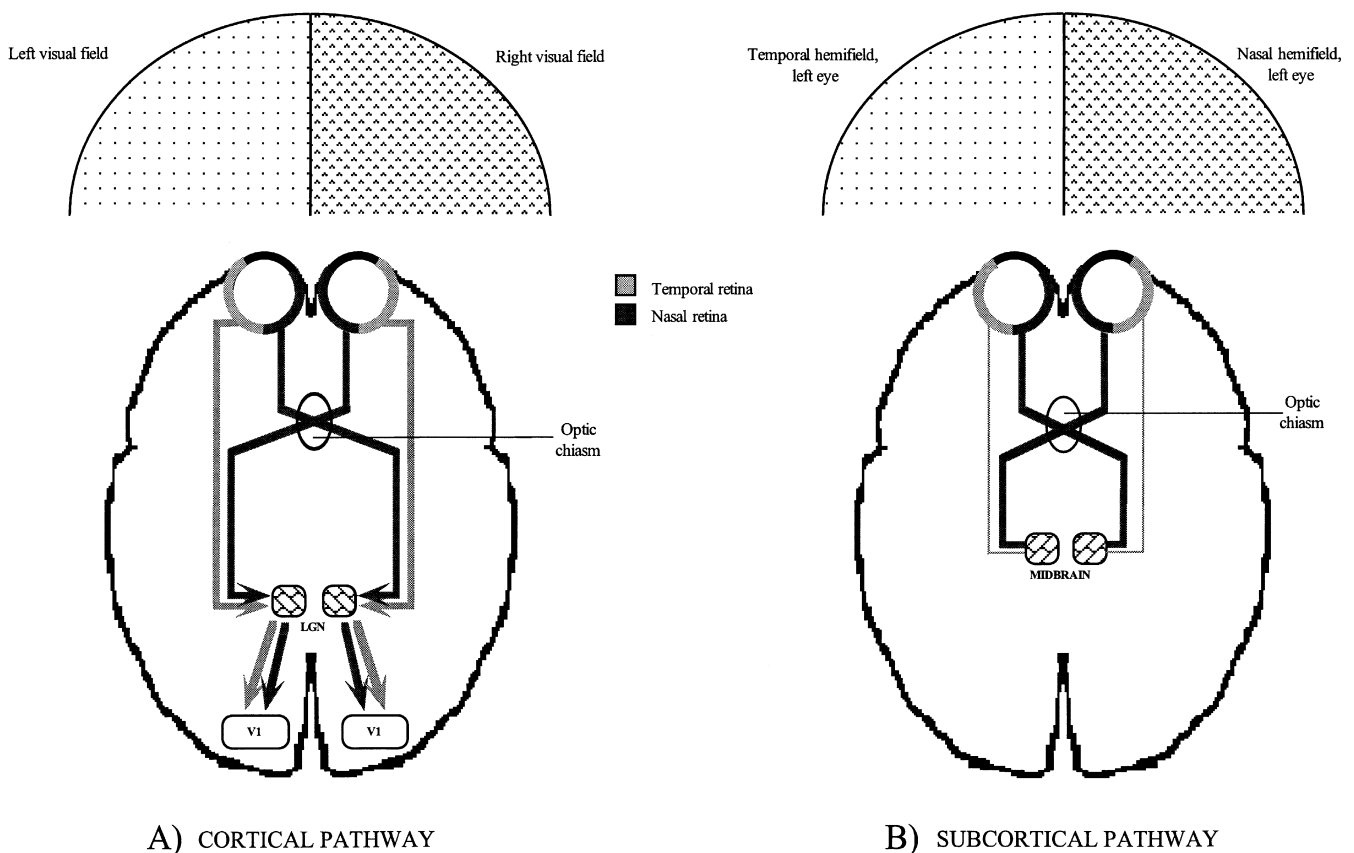 Left visual field
Right visual field
Temporal hemifield,
left eye
Nasal hemifield,
left eye
Temporal retina
Nasal retina
Optic
chiasm
Optic
chiasm
LGN
MIDBRAIN
V1
V1
A) CORTICAL PATHWAY
B) SUBCORTICAL PATHWAY